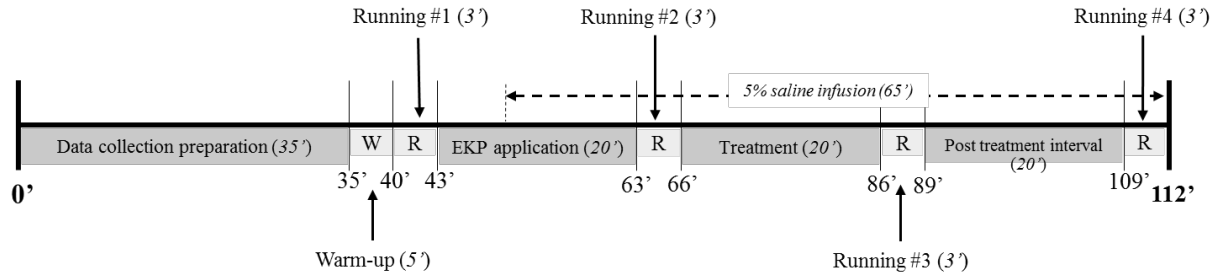 Running #1 (3’)
Running #2 (3’)
Running #4 (3’)
5% saline infusion (65’)
Data collection preparation (35’)
W
R
EKP application (20’)
R
Treatment (20’)
R
Post treatment interval
(20’)
R
0’
35’
40’
43’
63’
66’
86’
89’
109’
112’
Warm-up (5’)
Running #3 (3’)